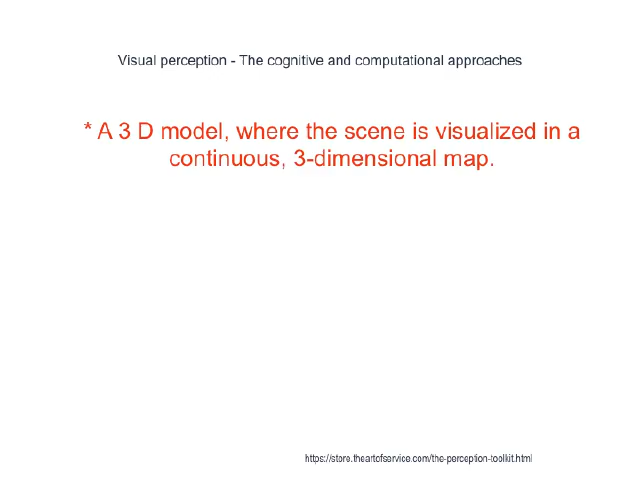 Visual perception - The cognitive and computational approaches
* A 3 D model, where the scene is visualized in a
continuous, 3-dimensional map.
https://store.theartofservice.com/the-perception-toolkit.html